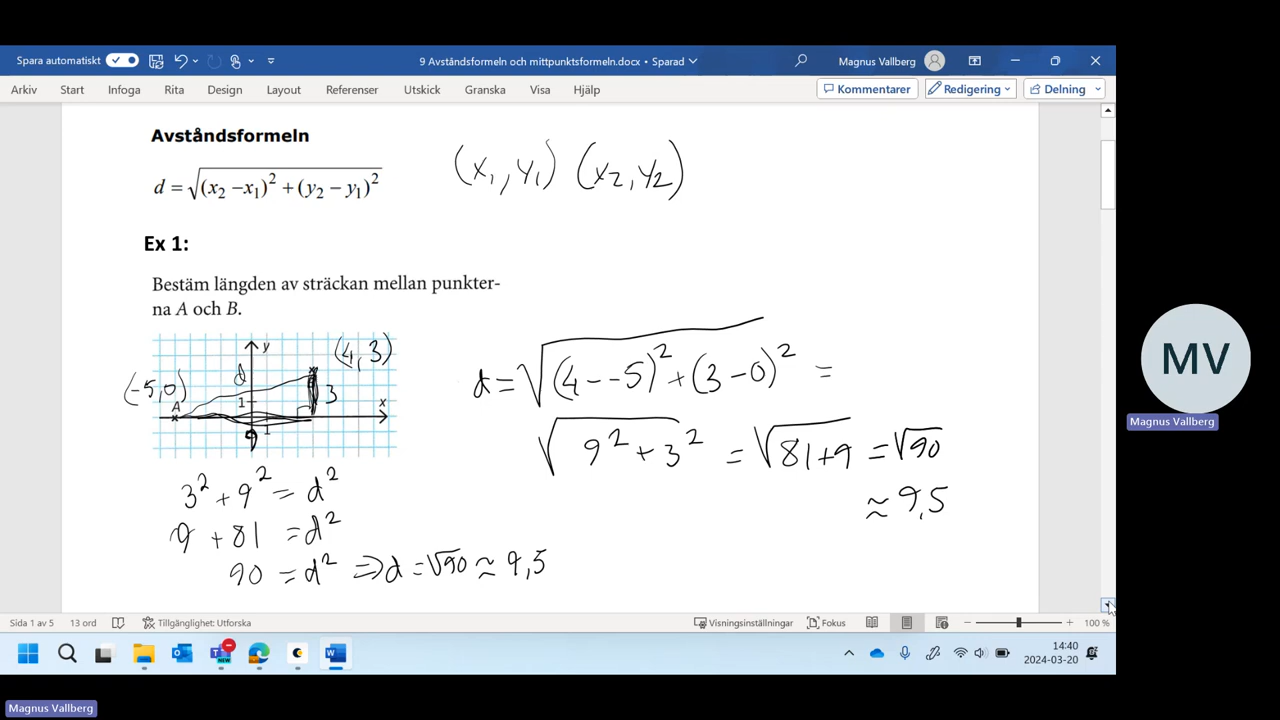 Spara automatiskt
9 Avståndsformeln och mittpunktsformeln.docx • Sparad
Magnus Vallberg
Arkiv Start Infoga Rita Design Layout Referenser Utskick Granska Visa Hjälp
Kommentarer Redigering Delning
Avståndsformeln
d = √(x₂ – x₁)² + (y₂ – y₁)²
(x₁, y₁) (x₂, y₂)
Ex 1:
Bestäm längden av sträckan mellan punkter-
na A och B.
(-5,0) A d y (4, 3) 3 1 x 1 9
d = √(4 - -5)² + (3 - 0)² =
√9² + 3² = √81+9 = √90
≈ 9,5
3² + 9² = d²
9 + 81 = d²
90 = d² ⇒ d = √90 ≈ 9,5
MV
Magnus Vallberg
Sida 1 av 5 13 ord Tillgänglighet: Utforska Visningsinställningar Fokus 100 %
NEW
14:40
2024-03-20
Magnus Vallberg